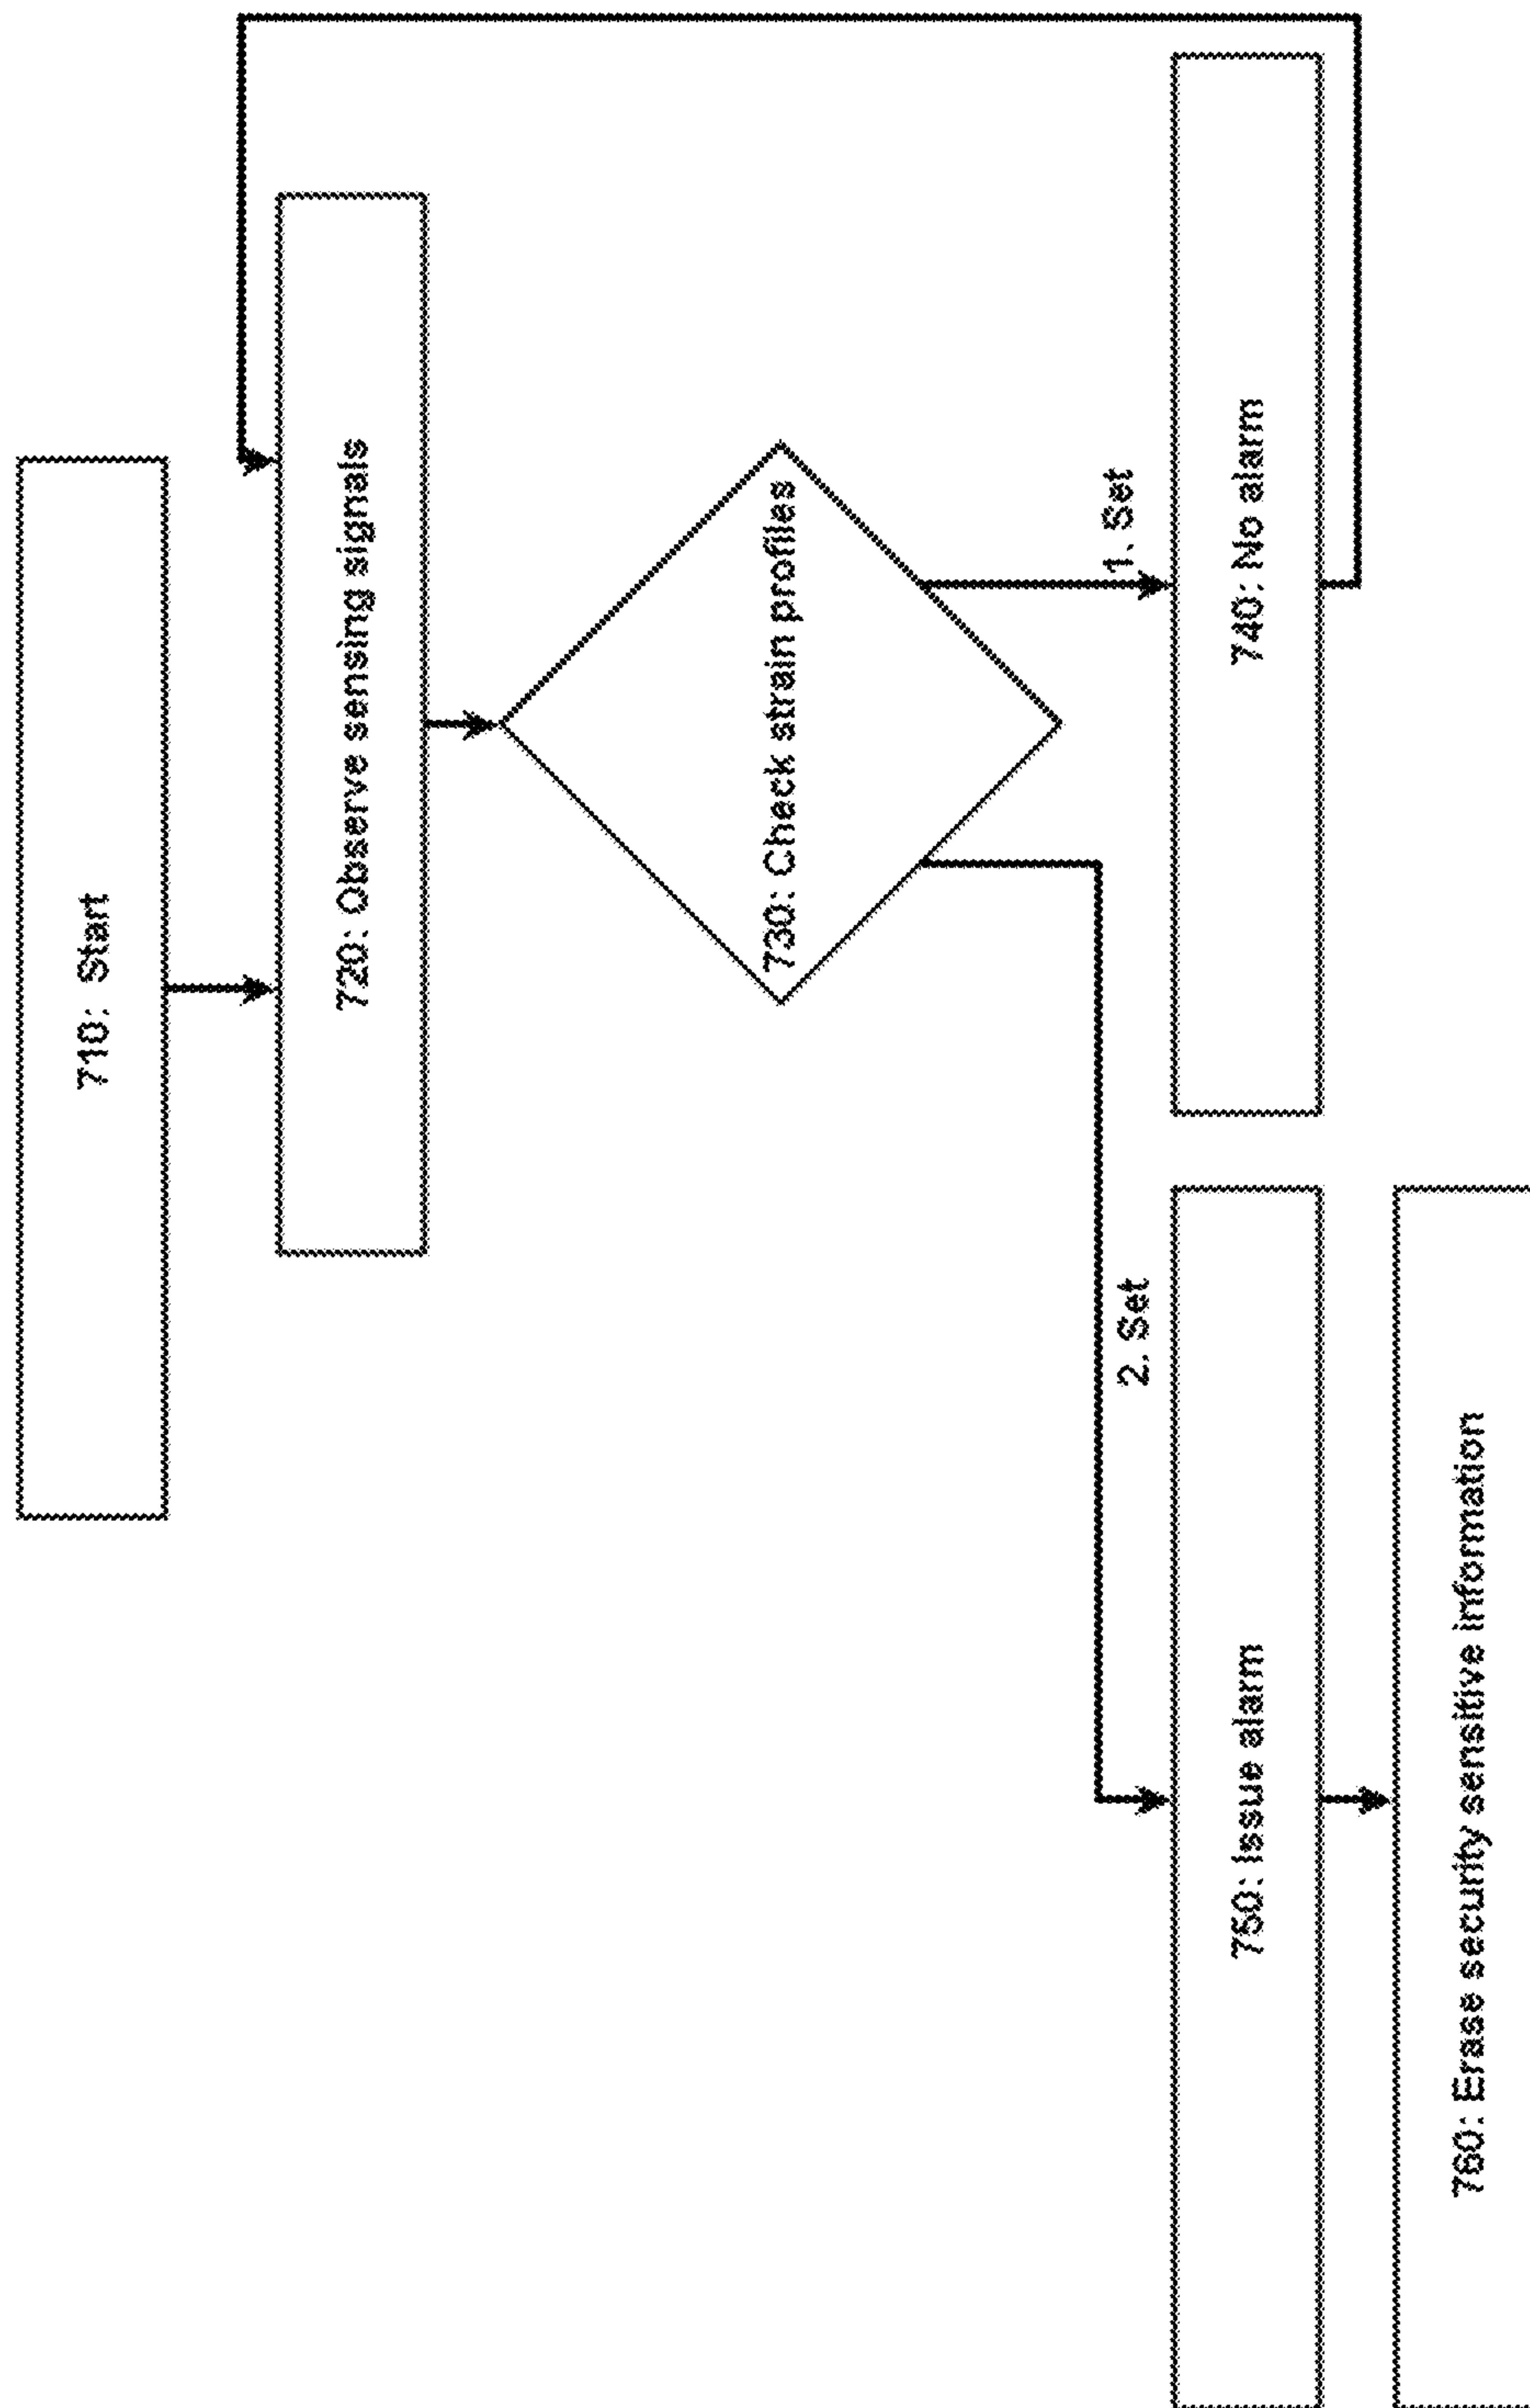 710: Start
720: Observe sensing signals
730: Check strain profiles
1. Set
2. Set
740: No alarm
750: Issue alarm
760: Erase security sensitive information